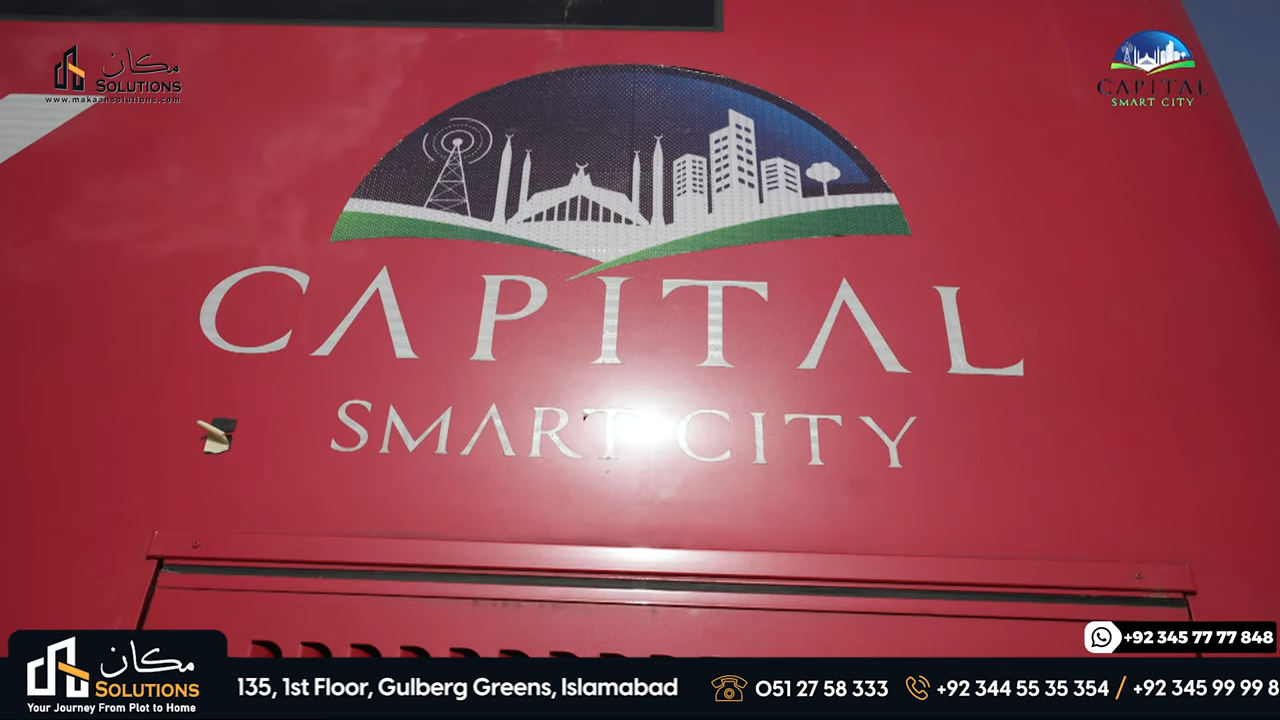 مکان
SOLUTIONS
www.makaansolutions.com
CAPITAL
SMART CITY
CAPITAL
SMART CITY
+92 345 77 77 848
مکان
SOLUTIONS
Your Journey From Plot to Home
135, 1st Floor, Gulberg Greens, Islamabad
051 27 58 333
+92 344 55 35 354 / +92 345 99 99 8